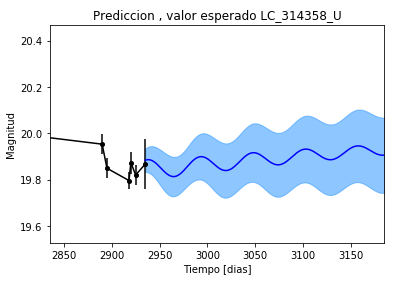 Prediccion , valor esperado LC_314358_U
20.4
20.2
20.0
19.8
19.6
Magnitud
2850 2900 2950 3000 3050 3100 3150
Tiempo [dias]